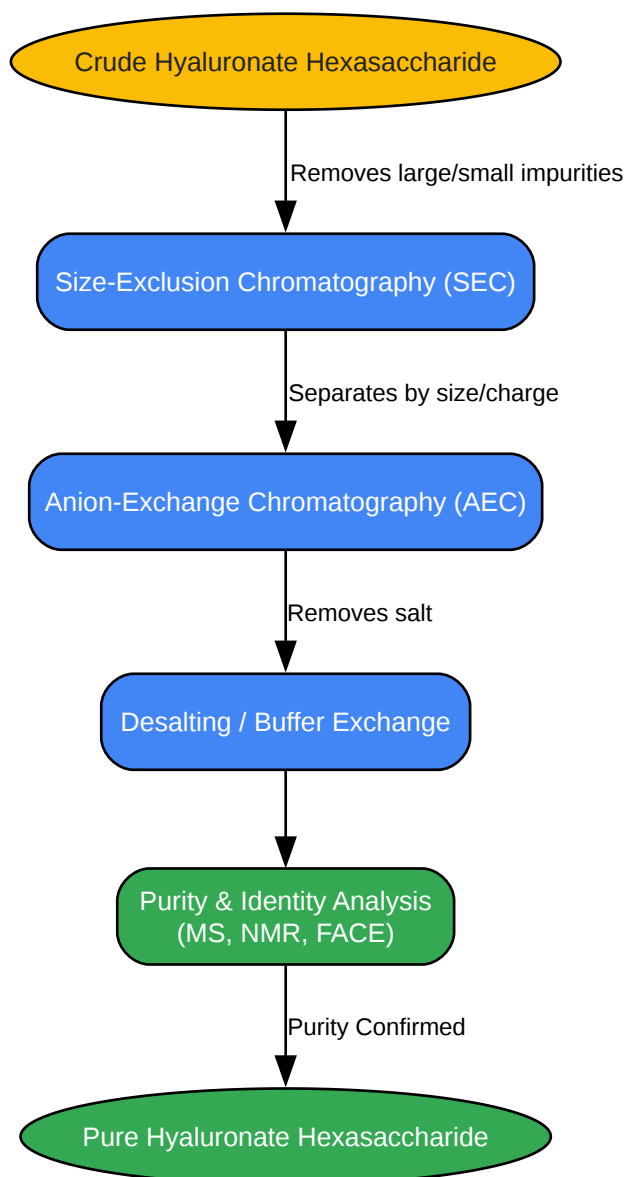 Crude Hyaluronate Hexasaccharide
Removes large/small impurities
Size-Exclusion Chromatography (SEC)
Separates by size/charge
Anion-Exchange Chromatography (AEC)
Removes salt
Desalting / Buffer Exchange
Purity & Identity Analysis
(MS, NMR, FACE)
Purity Confirmed
Pure Hyaluronate Hexasaccharide